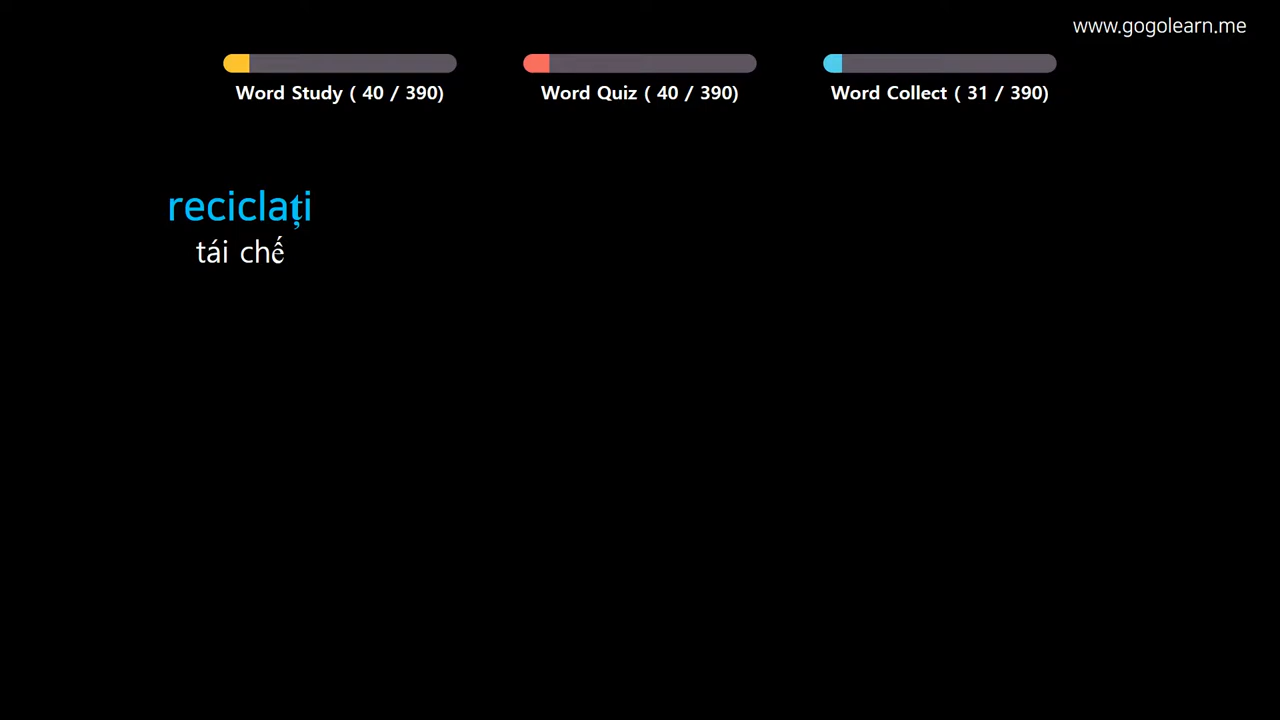 www.gogolearn.me
Word Study ( 40 / 390)
Word Quiz ( 40 / 390)
Word Collect ( 31 / 390)
reciclați
tái chế